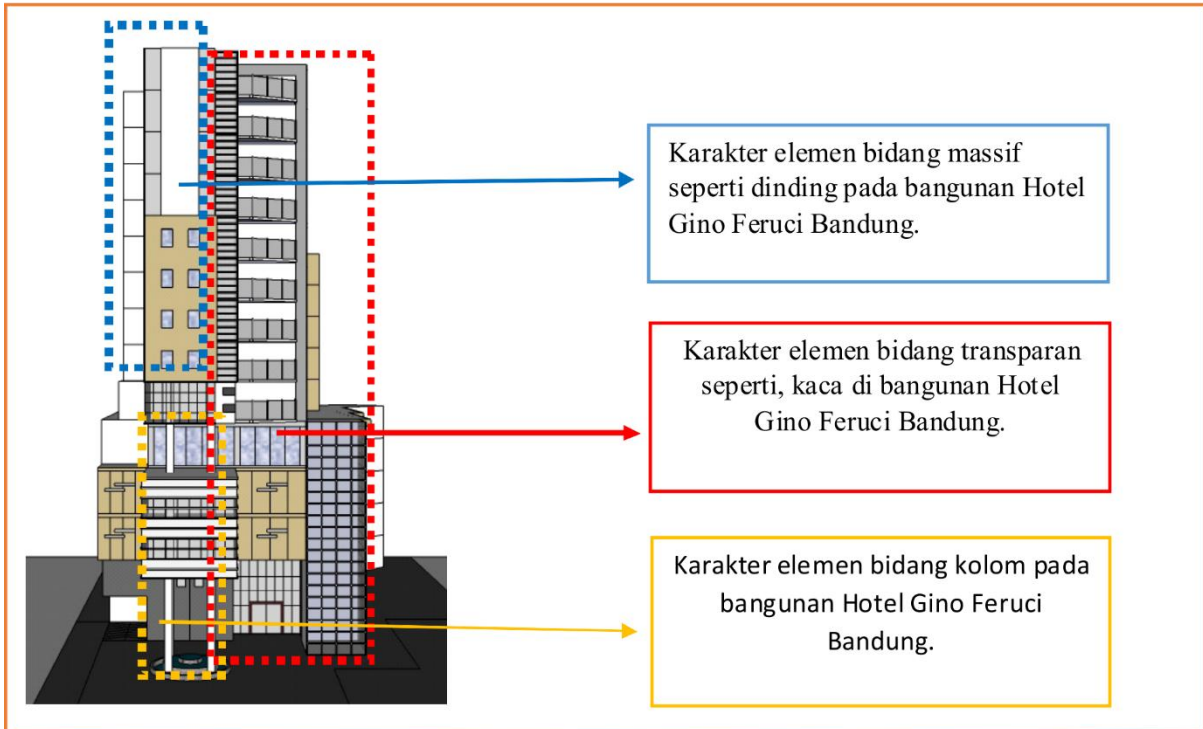 Karakter elemen bidang massif
seperti dinding pada bangunan Hotel
Gino Feruci Bandung.
Karakter elemen bidang transparan
seperti, kaca di bangunan Hotel
Gino Feruci Bandung.
Karakter elemen bidang kolom pada
bangunan Hotel Gino Feruci
Bandung.